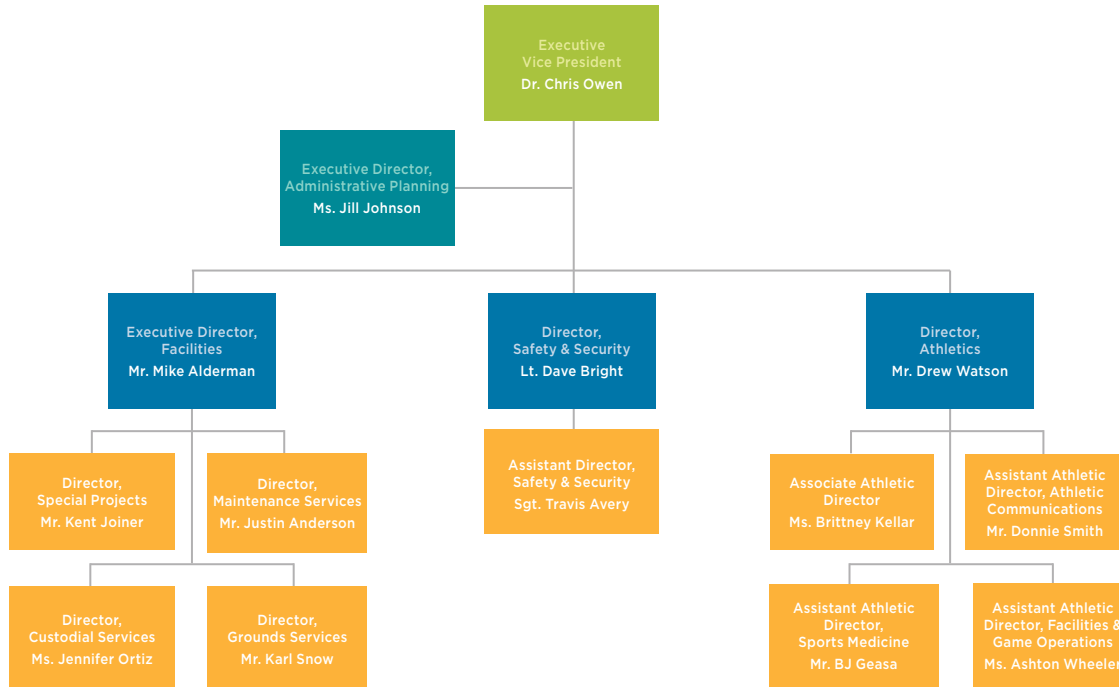 Executive
Vice President
Dr. Chris Owen
Executive Director,
Administrative Planning
Ms. Jill Johnson
Executive Director,
Facilities
Mr. Mike Alderman
Director,
Safety & Security
Lt. Dave Bright
Director,
Athletics
Mr. Drew Watson
Director,
Special Projects
Mr. Kent Joiner
Director,
Maintenance Services
Mr. Justin Anderson
Assistant Director,
Safety & Security
Sgt. Travis Avery
Associate Athletic
Director
Ms. Brittney Kellar
Assistant Athletic
Director, Athletic
Communications
Mr. Donnie Smith
Director,
Custodial Services
Ms. Jennifer Ortiz
Director,
Grounds Services
Mr. Karl Snow
Assistant Athletic
Director,
Sports Medicine
Mr. BJ Geasa
Assistant Athletic
Director, Facilities &
Game Operations
Ms. Ashton Wheeler